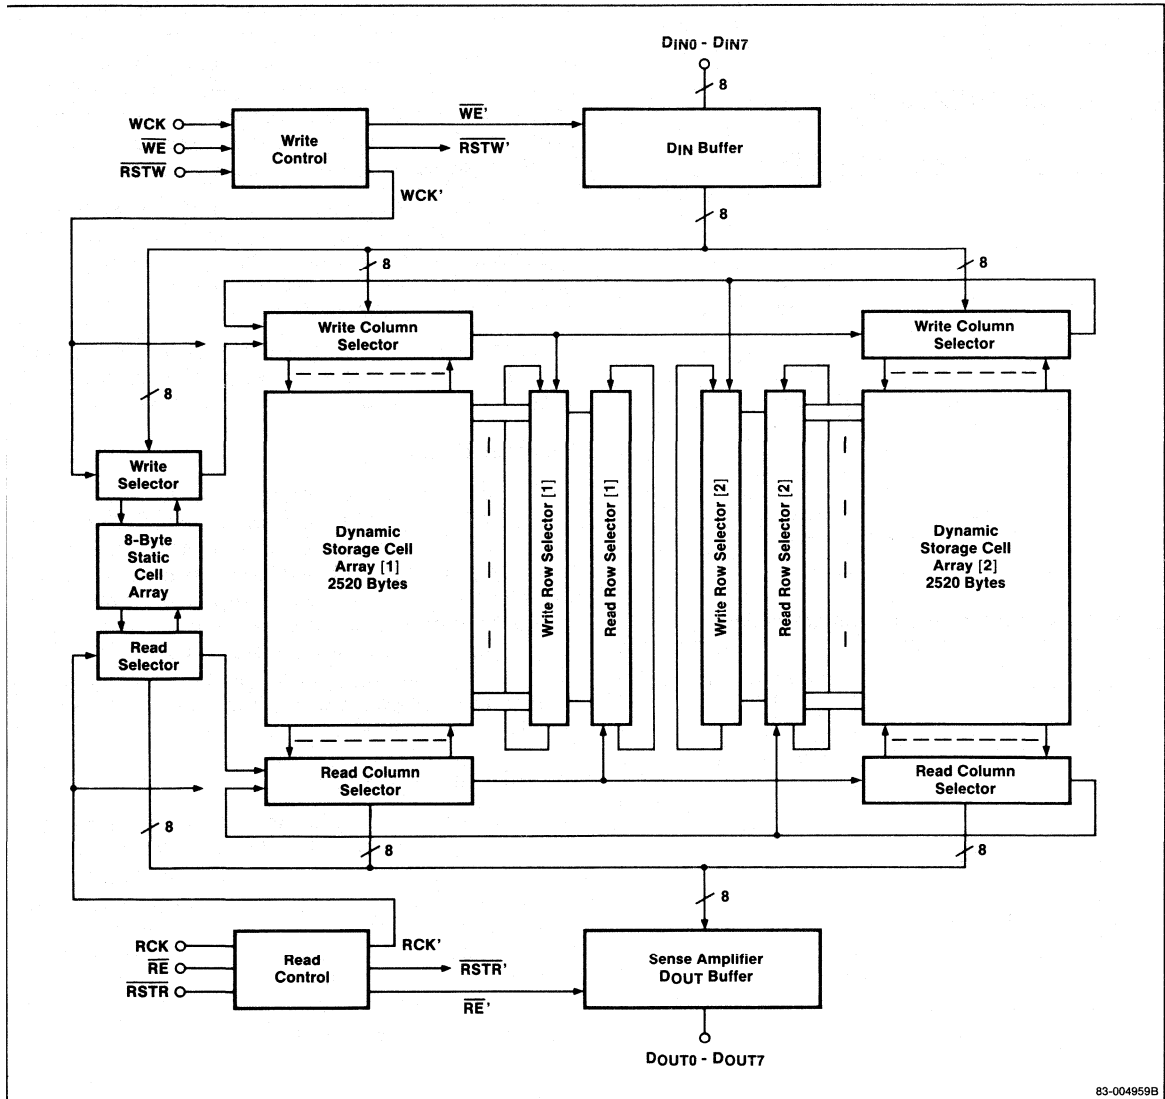 DIN0 - DIN7
8
WCK
WE
RSTW
Write
Control
WE'
RSTW'
WCK'
DIN Buffer
8
8
8
Write Column
Selector
Write Column
Selector
8
Write
Selector
8-Byte
Static
Cell
Array
Read
Selector
Dynamic
Storage Cell
Array [1]
2520 Bytes
Write Row Selector [1]
Read Row Selector [1]
Write Row Selector [2]
Read Row Selector [2]
Dynamic
Storage Cell
Array [2]
2520 Bytes
Read Column
Selector
Read Column
Selector
8
8
8
8
RCK
RE
RSTR
Read
Control
RCK'
RSTR'
RE'
Sense Amplifier
DOUT Buffer
DOUT0 - DOUT7
83-004959B